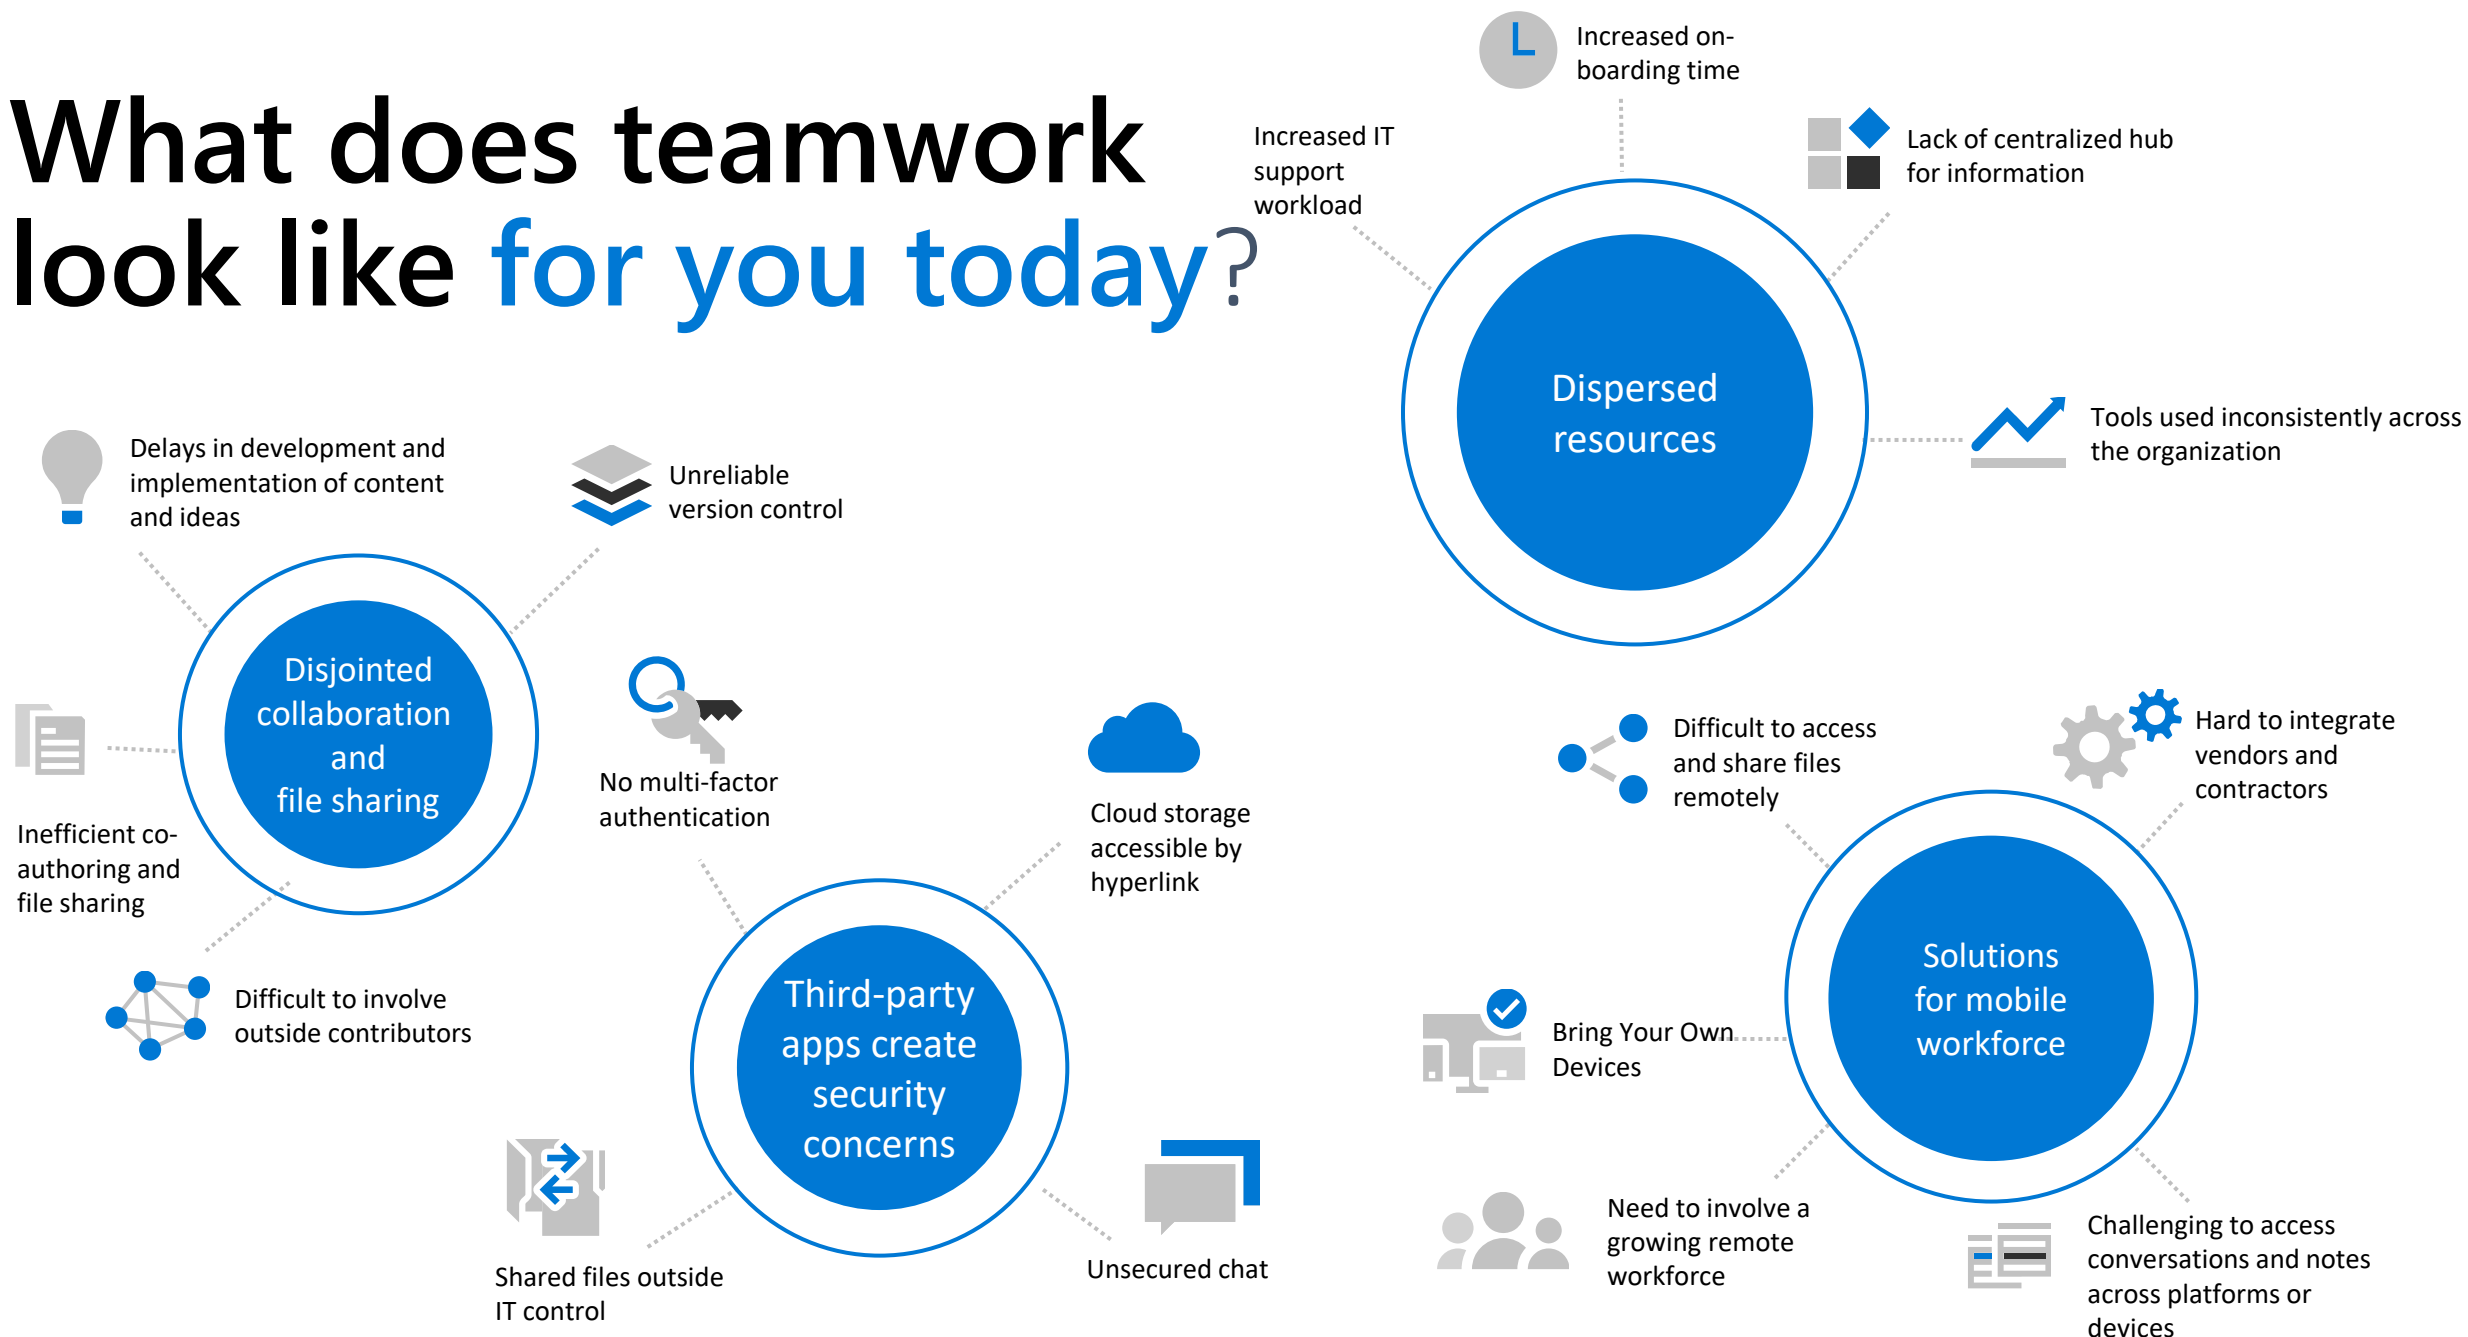 What does teamwork
look like for you today?
Increased on-
boarding time
Increased IT
support
workload
Lack of centralized hub
for information
Dispersed
resources
Tools used inconsistently across
the organization
Delays in development and
implementation of content
and ideas
Unreliable
version control
Disjointed
collaboration
and
file sharing
Inefficient co-
authoring and
file sharing
Difficult to involve
outside contributors
No multi-factor
authentication
Cloud storage
accessible by
hyperlink
Third-party
apps create
security
concerns
Shared files outside
IT control
Unsecured chat
Difficult to access
and share files
remotely
Hard to integrate
vendors and
contractors
Solutions
for mobile
workforce
Bring Your Own
Devices
Need to involve a
growing remote
workforce
Challenging to access
conversations and notes
across platforms or
devices